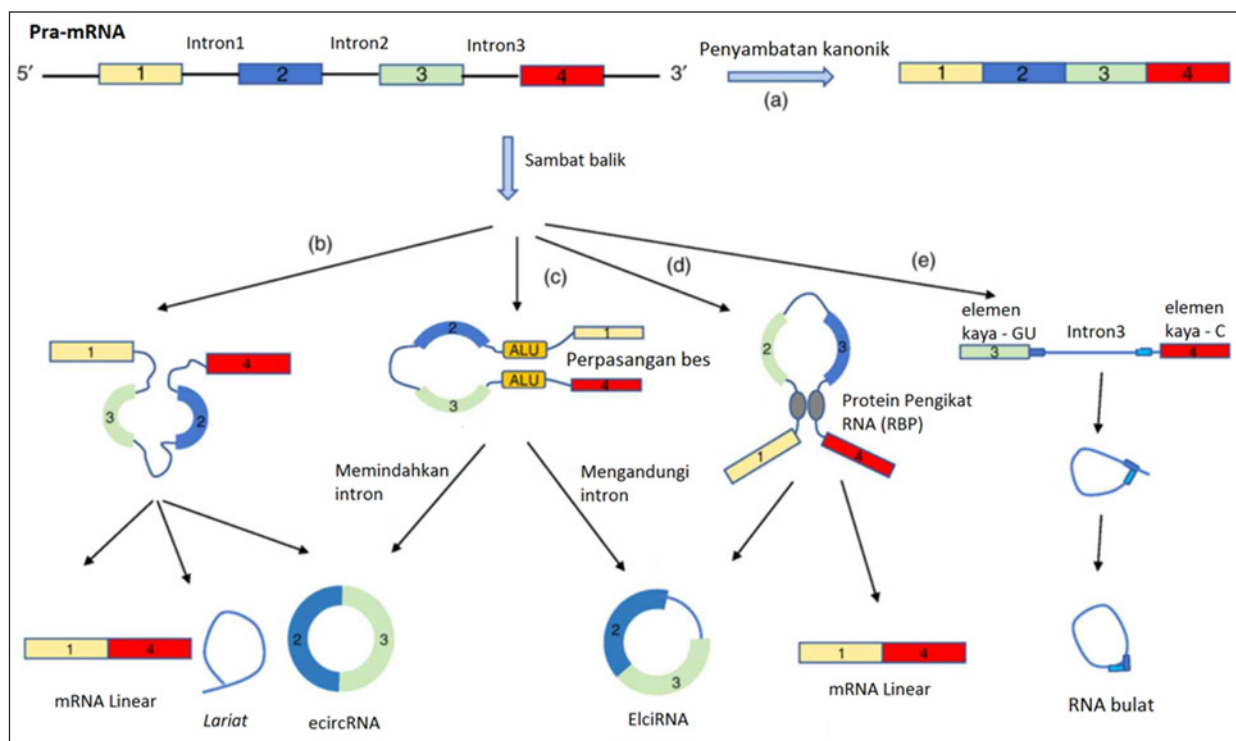 Pra-mRNA
Intron1
Intron2
Intron3
5′
1
2
3
4
3′
Penyambatan kanonik
(a)
1
2
3
4
Sambat balik
(b)
(c)
(d)
(e)
1
4
3
2
2
ALU
1
Perpasangan bes
ALU
4
3
2
3
Protein Pengikat
RNA (RBP)
1
4
elemen
kaya - GU
Intron3
elemen
kaya - C
3
4
Memindahkan
intron
Mengandungi
intron
1
4
mRNA Linear
Lariat
2
3
ecircRNA
2
3
ElciRNA
1
4
mRNA Linear
RNA bulat